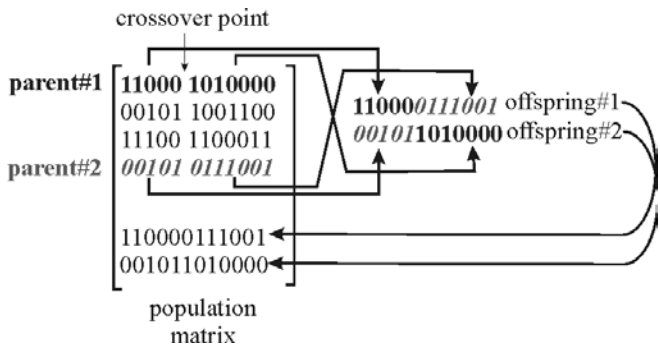 crossover point
parent#1
11000 1010000
00101 1001100
11100 1100011
parent#2
00101 0111001
110000111001
001011010000
110000111001 offspring#1
001011010000 offspring#2
population
matrix